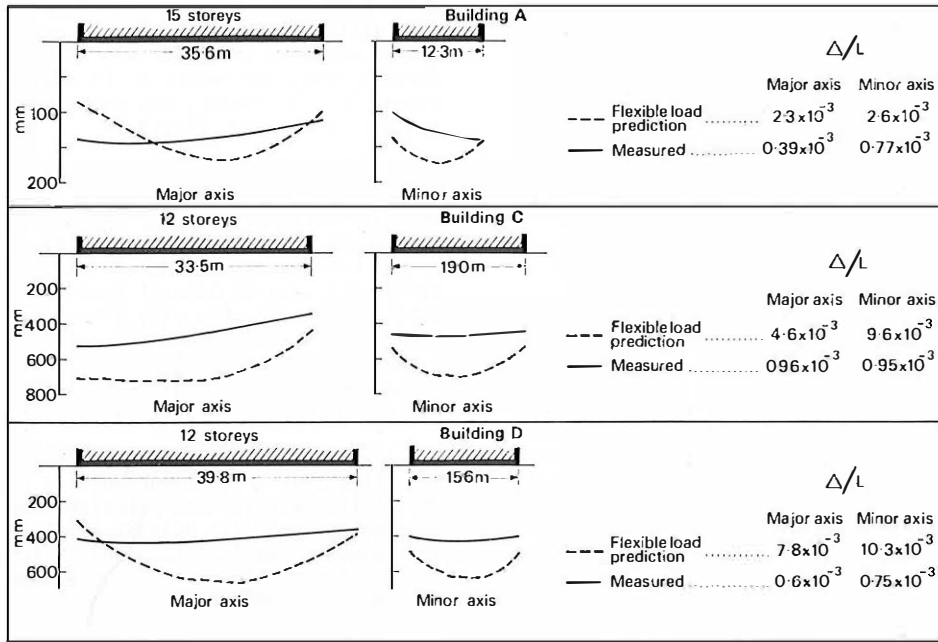 15 storeys
Building A
35·6m
12·3m
mm
100
200
Major axis
Minor axis
Δ/L
Major axis Minor axis
Flexible load prediction ........ 2·3x10⁻³ 2·6x10⁻³
Measured ........ 0·39x10⁻³ 0·77x10⁻³
12 storeys
Building C
33·5m
190m
200
400
600
800
Major axis
Minor axis
Δ/L
Major axis Minor axis
Flexible load prediction ........ 4·6x10⁻³ 9·6x10⁻³
Measured ........ 096x10⁻³ 0·95x10⁻³
12 storeys
Building D
39·8m
156m
mm
200
400
600
Major axis
Minor axis
Δ/L
Major axis Minor axis
Flexible load prediction ........ 7·8x10⁻³ 10·3x10⁻³
Measured ........ 0·6x10⁻³ 0·75x10⁻³